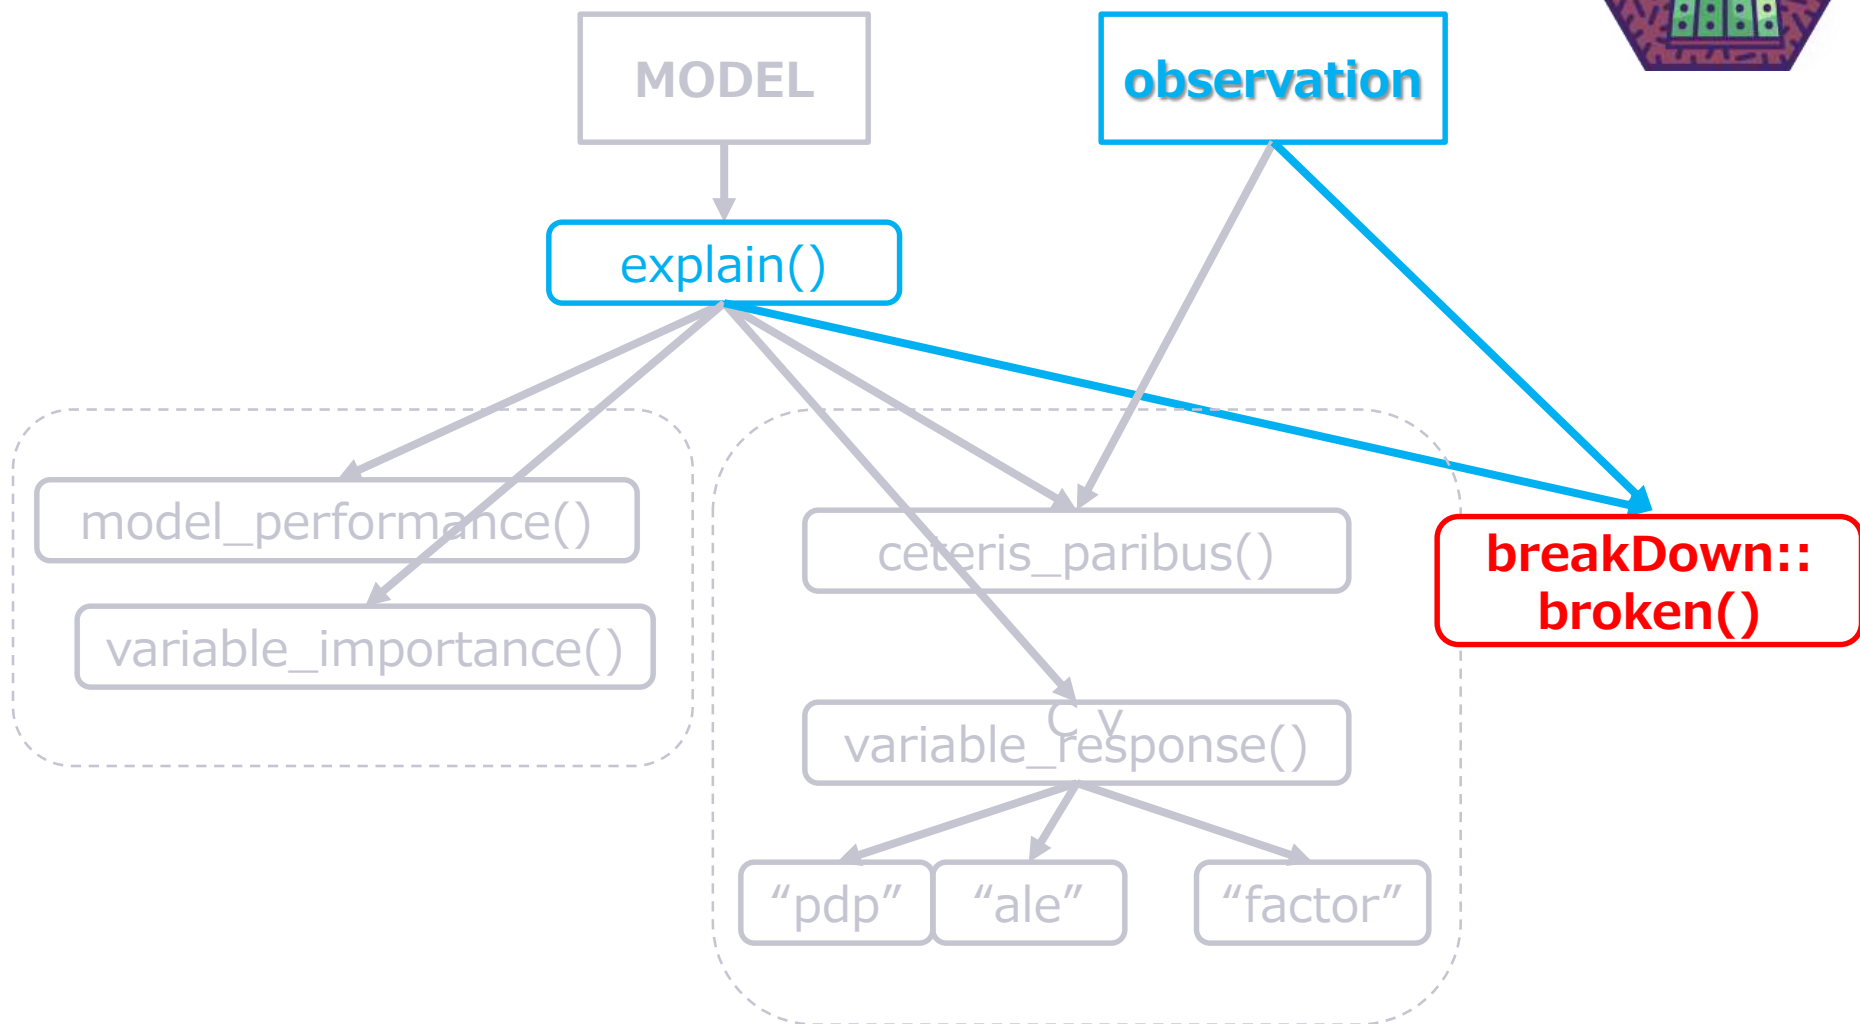 MODEL
observation
explain()
model_performance()
ceteris_paribus()
breakDown::
broken()
variable_importance()
C v
variable_response()
“pdp”
“ale”
“factor”